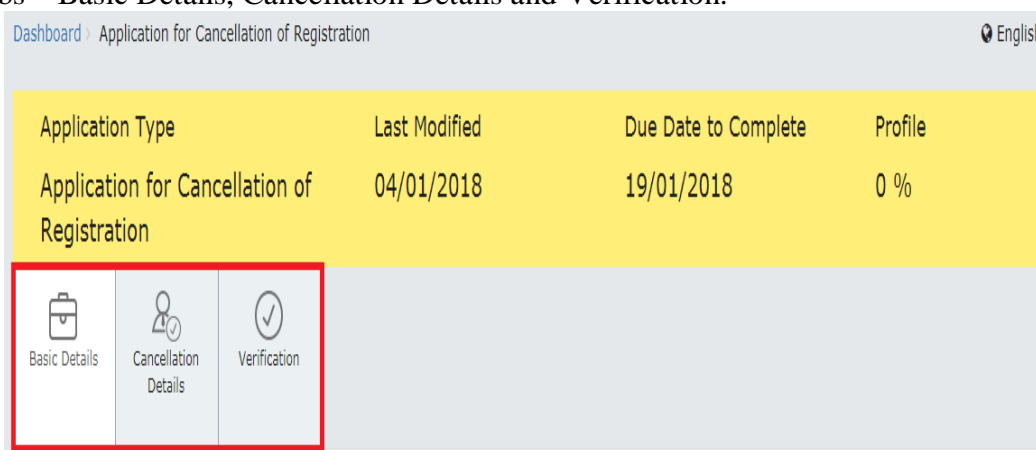 Basic Details, Cancellation Details and Verification.
Dashboard > Application for Cancellation of Registration English
Application Type Last Modified Due Date to Complete Profile
Application for Cancellation of 04/01/2018 19/01/2018 0 %
Registration
Basic Details Cancellation Verification
Details